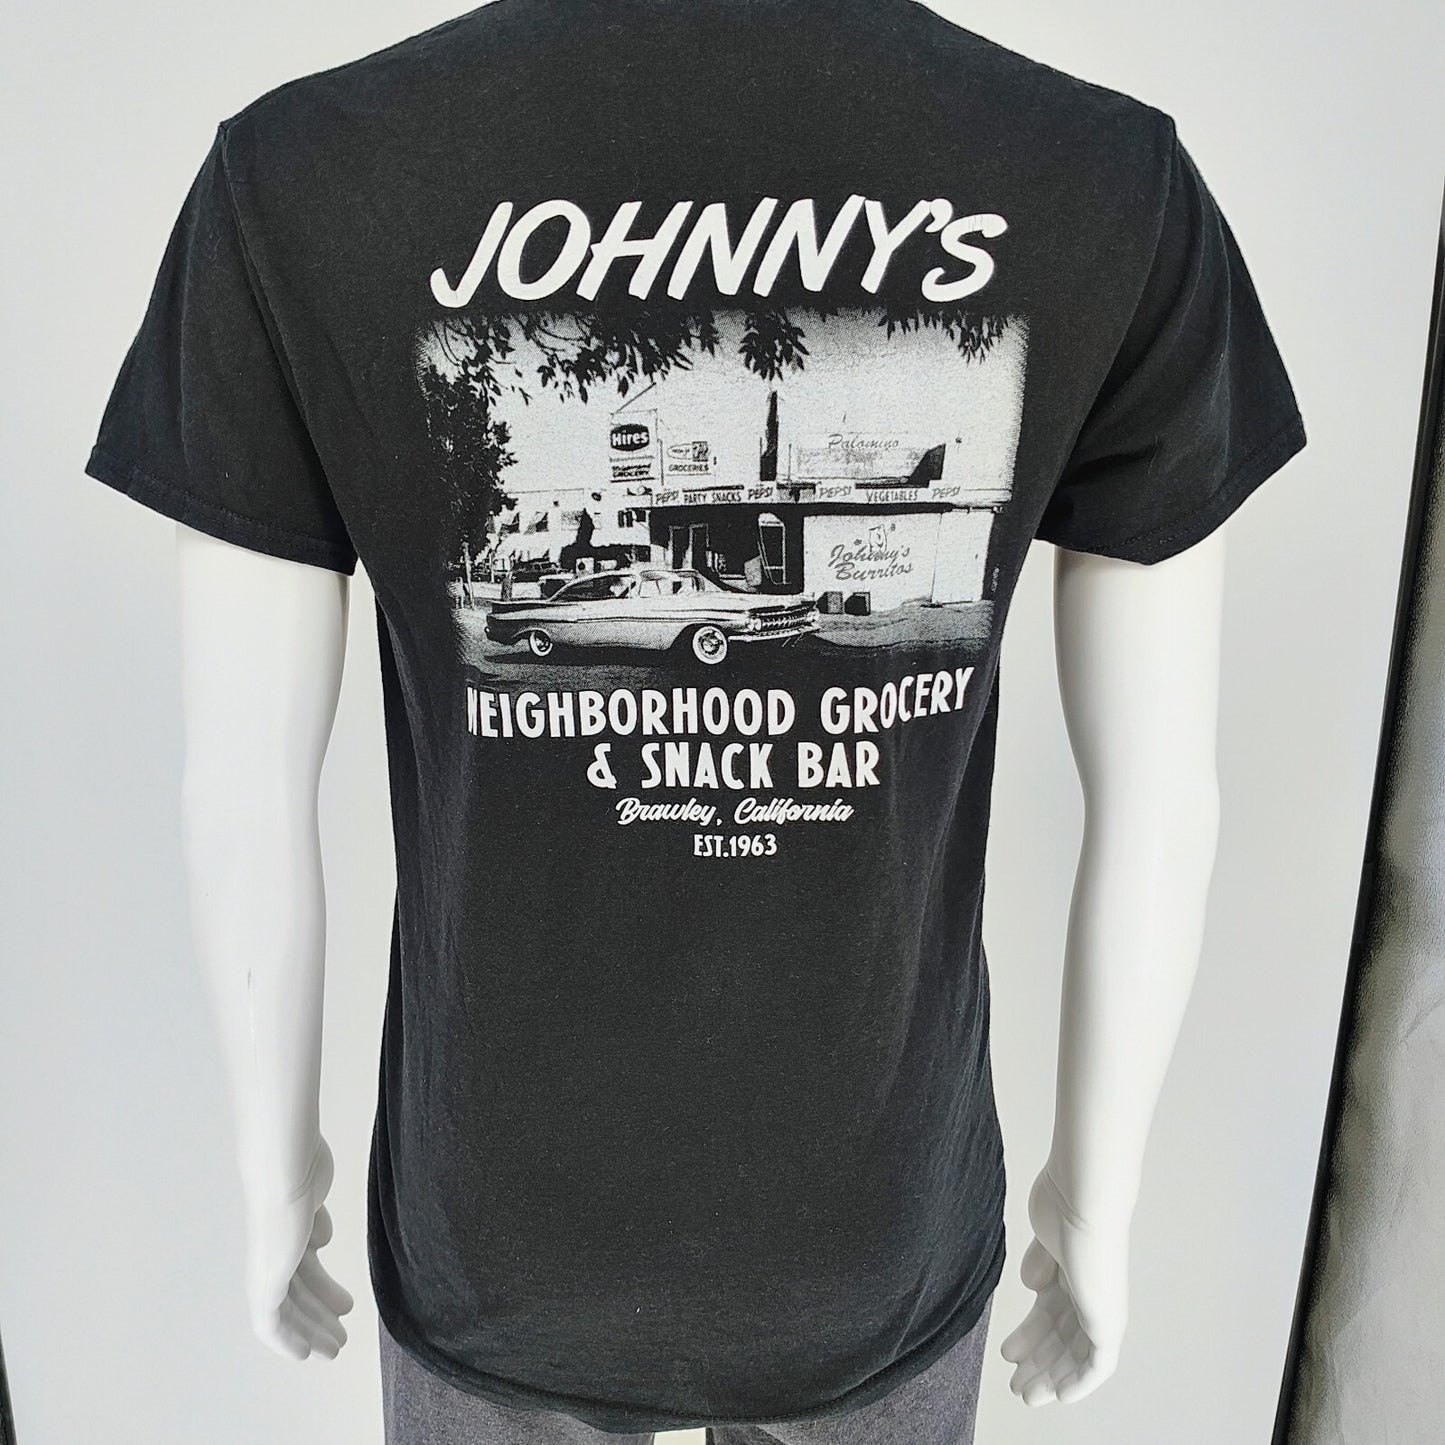 JOHNNY'S
Hires
GROCERY
GROCERIES
Palomino
PEPSI PARTY SNACKS PEPSI PEPSI VEGETABLES PEPSI
Johnny's
Burritos
NEIGHBORHOOD GROCERY
& SNACK BAR
Brawley, California
EST.1963